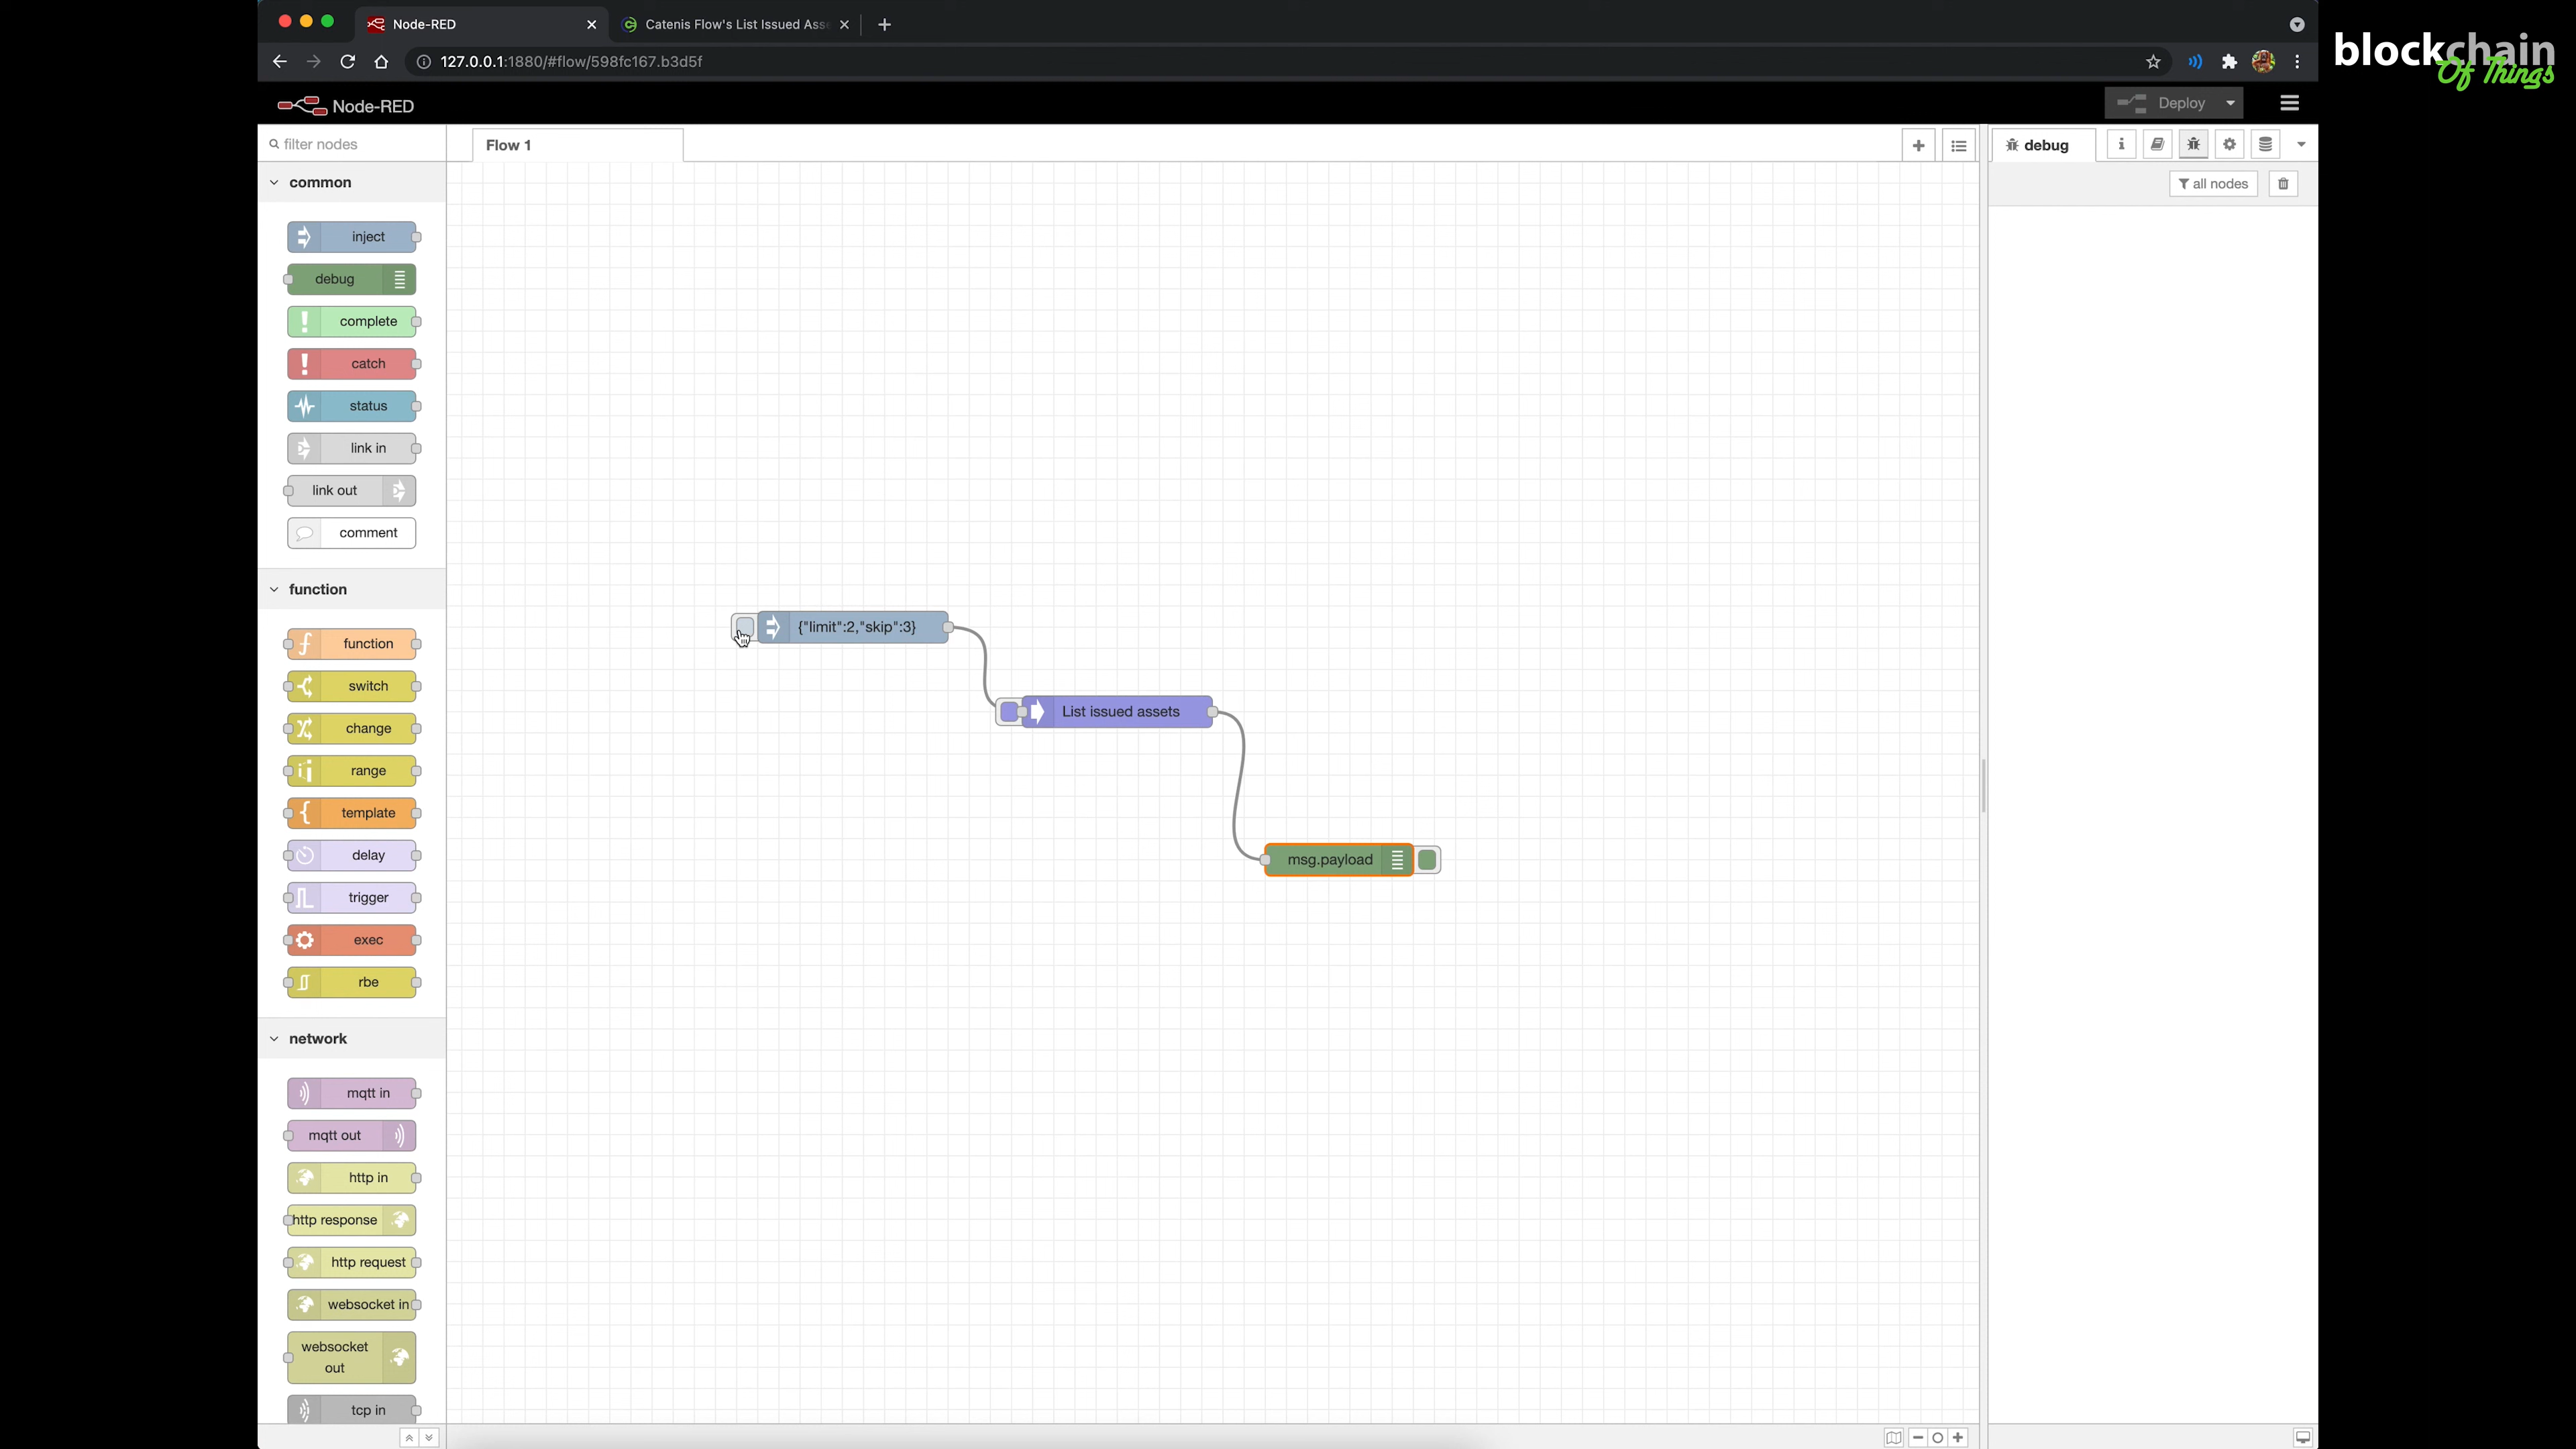 Node-RED
Catenis Flow's List Issued Ass
127.0.0.1:1880/#flow/598fc167.b3d5f
blockchain
Of Things
Node-RED
Deploy
filter nodes
Flow 1
debug
all nodes
common
inject
debug
complete
catch
status
link in
link out
comment
function
function
switch
change
range
template
delay
trigger
exec
rbe
network
mqtt in
mqtt out
http in
http response
http request
websocket in
websocket
out
tcp in
{"limit":2,"skip":3}
List issued assets
msg.payload